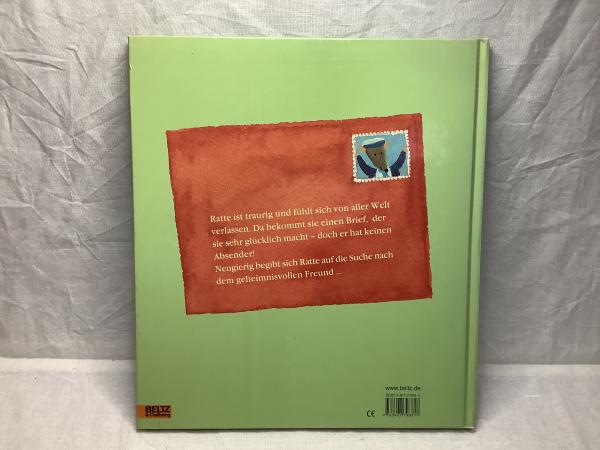 Ratte ist traurig und fühlt sich von aller Welt
verlassen. Da bekommt sie einen Brief, der
sie sehr glücklich macht – doch er hat keinen
Absender!
Neugierig begibt sich Ratte auf die Suche nach
dem geheimnisvollen Freund ...
www.beltz.de
BELTZ
& Gelberg
CE